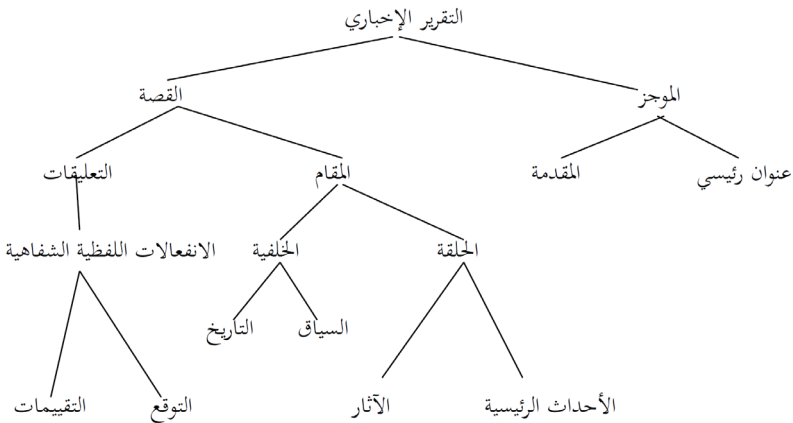 التقرير الإخباري
الموجز القصة
عنوان رئيسي المقدمة المقام التعليقات
الحلقة الخلفية الانفعالات اللفظية الشفاهية
السياق التاريخ
الأحداث الرئيسية الآثار التوقع التقييمات